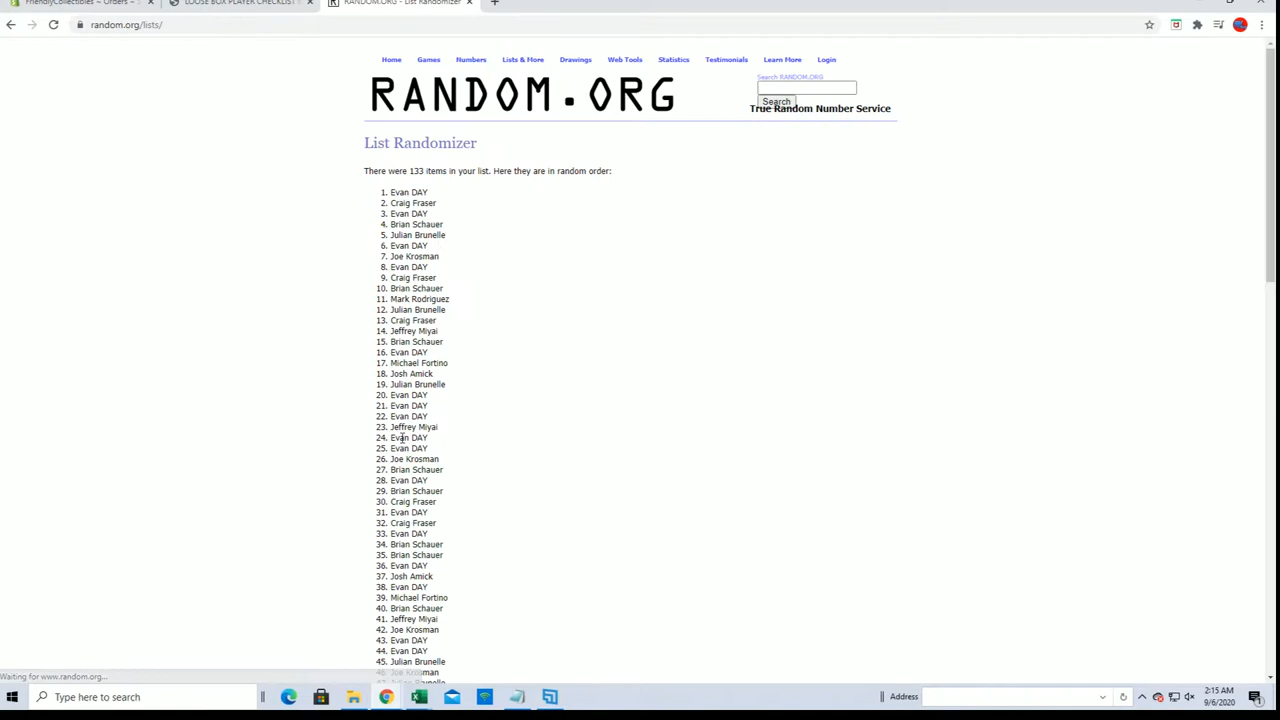 FriendlyCollectibles ~ Orders ~
LOOSE BOX PLAYER CHECKLIST
RANDOM.ORG - List Randomizer
random.org/lists/
Home Games Numbers Lists & More Drawings Web Tools Statistics Testimonials Learn More Login
RANDOM.ORG
Search RANDOM.ORG
Search
True Random Number Service
List Randomizer
There were 133 items in your list. Here they are in random order:
1. Evan DAY
2. Craig Fraser
3. Evan DAY
4. Brian Schauer
5. Julian Brunelle
6. Evan DAY
7. Joe Krosman
8. Evan DAY
9. Craig Fraser
10. Brian Schauer
11. Mark Rodriguez
12. Julian Brunelle
13. Craig Fraser
14. Jeffrey Miyai
15. Brian Schauer
16. Evan DAY
17. Michael Fortino
18. Josh Amick
19. Julian Brunelle
20. Evan DAY
21. Evan DAY
22. Evan DAY
23. Jeffrey Miyai
24. Evan DAY
25. Evan DAY
26. Joe Krosman
27. Brian Schauer
28. Evan DAY
29. Brian Schauer
30. Craig Fraser
31. Evan DAY
32. Craig Fraser
33. Evan DAY
34. Brian Schauer
35. Brian Schauer
36. Evan DAY
37. Josh Amick
38. Evan DAY
39. Michael Fortino
40. Brian Schauer
41. Jeffrey Miyai
42. Joe Krosman
43. Evan DAY
44. Evan DAY
45. Julian Brunelle
46. Joe Krosman
Waiting for www.random.org...
Type here to search
Address
2:15 AM
9/6/2020